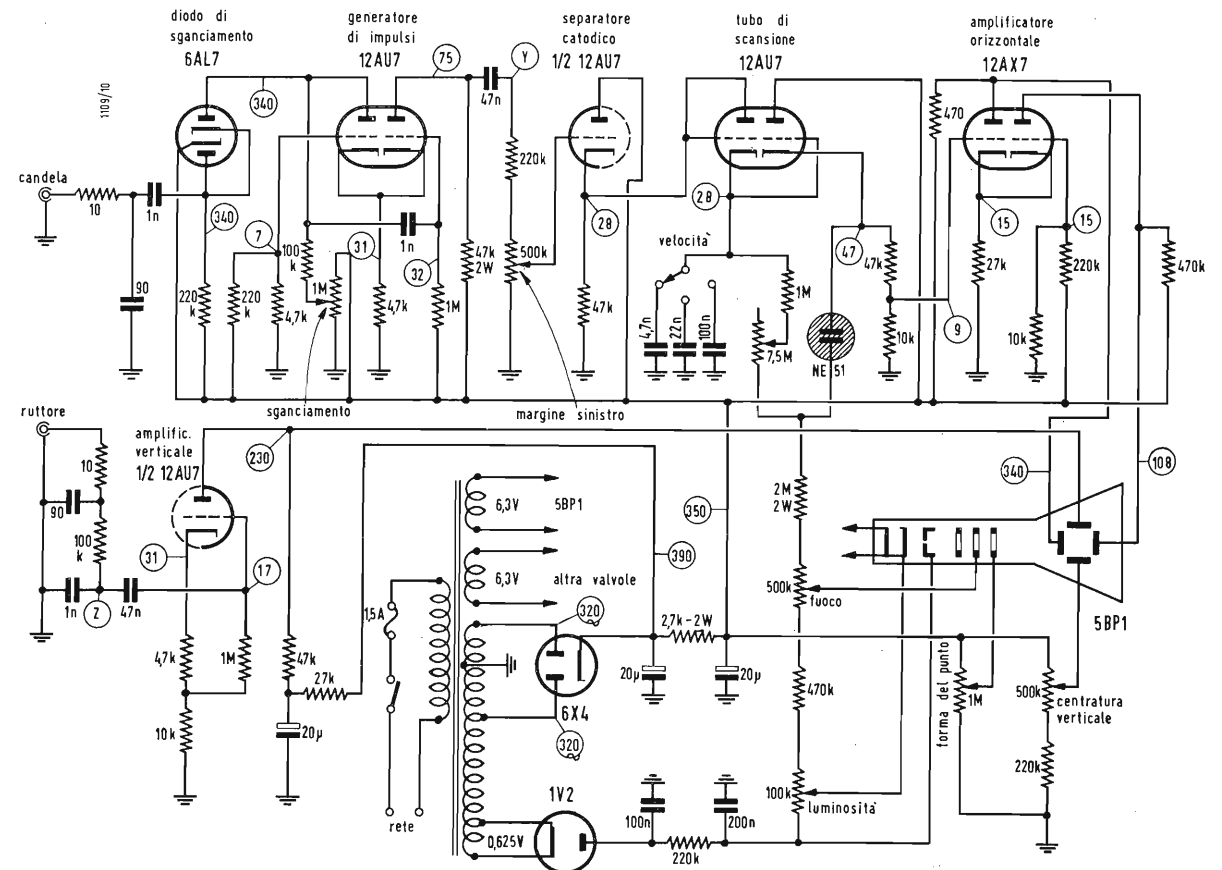 diodo di
sganciamento
6AL7
generatore
di impulsi
12AU7
75
Y
separatore
catodico
1/2 12AU7
tubo di
scansione
12AU7
amplificatore
orizzontale
12AX7
1109/10
340
47n
470
candela
10
1n
340
220k
28
28
velocità
47
15
15
7
100
k
1n
31
32
47k
2W
500k
47k
27k
220k
470k
90
220
k
220
k
4,7k
1M
4,7k
1M
47k
4,7n
22n
100n
1M
7,5M
NE 51
10k
9
10k
sganciamento
margine sinistro
ruttore
10
90
100
k
1n
Z
47n
amplific.
verticale
1/2 12AU7
230
31
17
4,7k
1M
47k
27k
10k
20µ
6,3V
5BP1
6,3V
altra valvole
1,5A
rete
320
6X4
320
390
350
2,7k-2W
20µ
20µ
2M
2W
500k
fuoco
470k
100k
luminosità
340
108
5BP1
forma del punto
1M
500k
centratura
verticale
220k
0,625V
1V2
100n
220k
200n